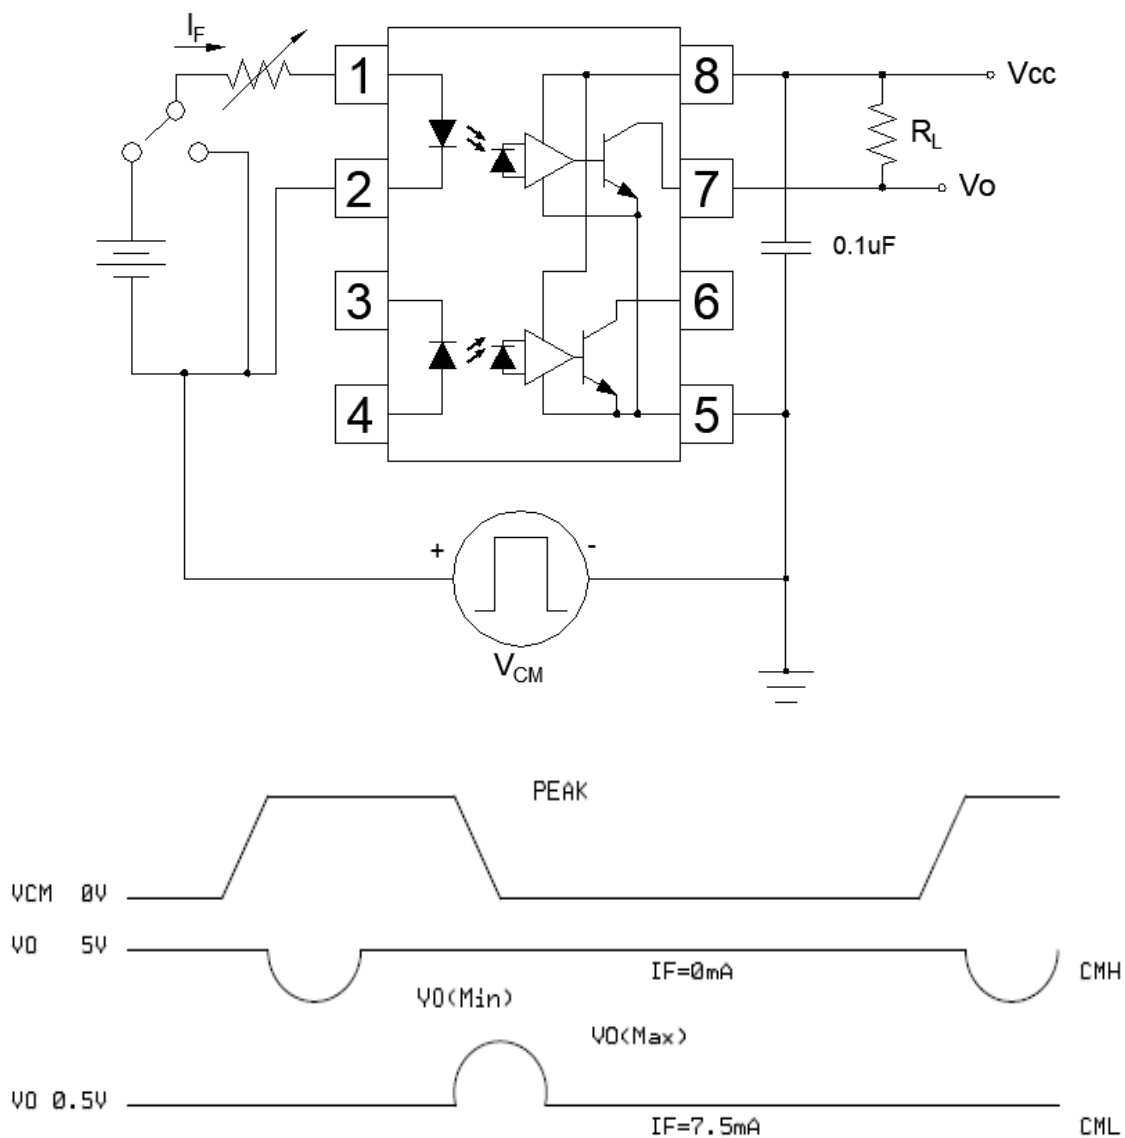 IF
1
8
Vcc
RL
2
7
Vo
0.1uF
3
6
4
5
+
-
VCM
PEAK
VCM 0V
VO 5V
IF=0mA
CMH
VO(Min)
VO(Max)
VO 0.5V
IF=7.5mA
CML